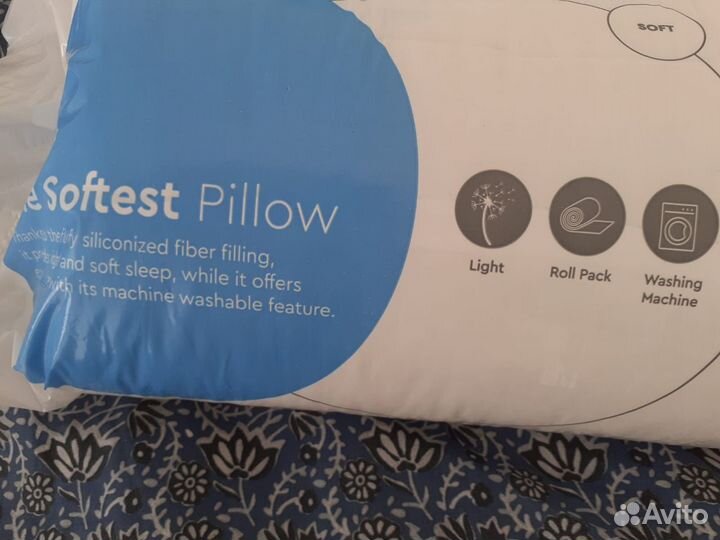 SOFT
Softest Pillow
siliconized fiber filling,
and soft sleep, while it offers
with its machine washable feature.
Light
Roll Pack
Washing
Machine
Avito